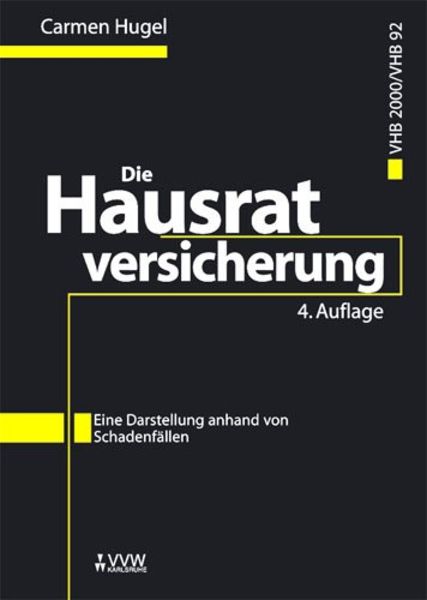 Carmen Hugel
VHB 2000/VHB 92
Die
Hausrat
versicherung
4. Auflage
Eine Darstellung anhand von
Schadenfällen
VVW
KARLSRUHE